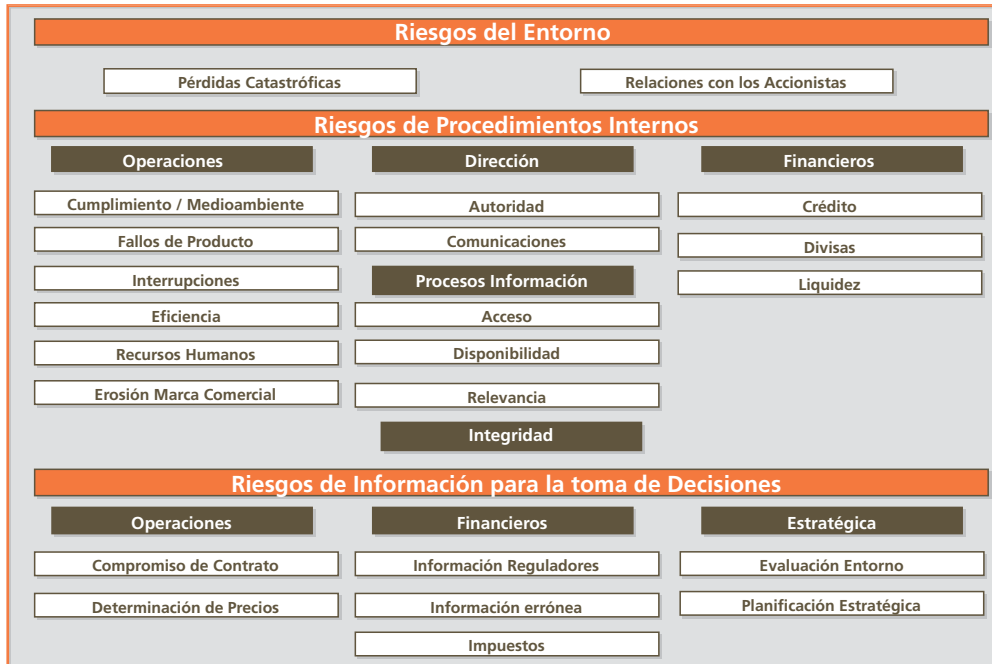 Riesgos del Entorno
Pérdidas Catastróficas
Relaciones con los Accionistas
Riesgos de Procedimientos Internos
Operaciones
Cumplimiento / Medioambiente
Fallos de Producto
Interrupciones
Eficiencia
Recursos Humanos
Erosión Marca Comercial
Dirección
Autoridad
Comunicaciones
Procesos Información
Acceso
Disponibilidad
Relevancia
Integridad
Financieros
Crédito
Divisas
Liquidez
Riesgos de Información para la toma de Decisiones
Operaciones
Compromiso de Contrato
Determinación de Precios
Financieros
Información Reguladores
Información errónea
Impuestos
Estratégica
Evaluación Entorno
Planificación Estratégica